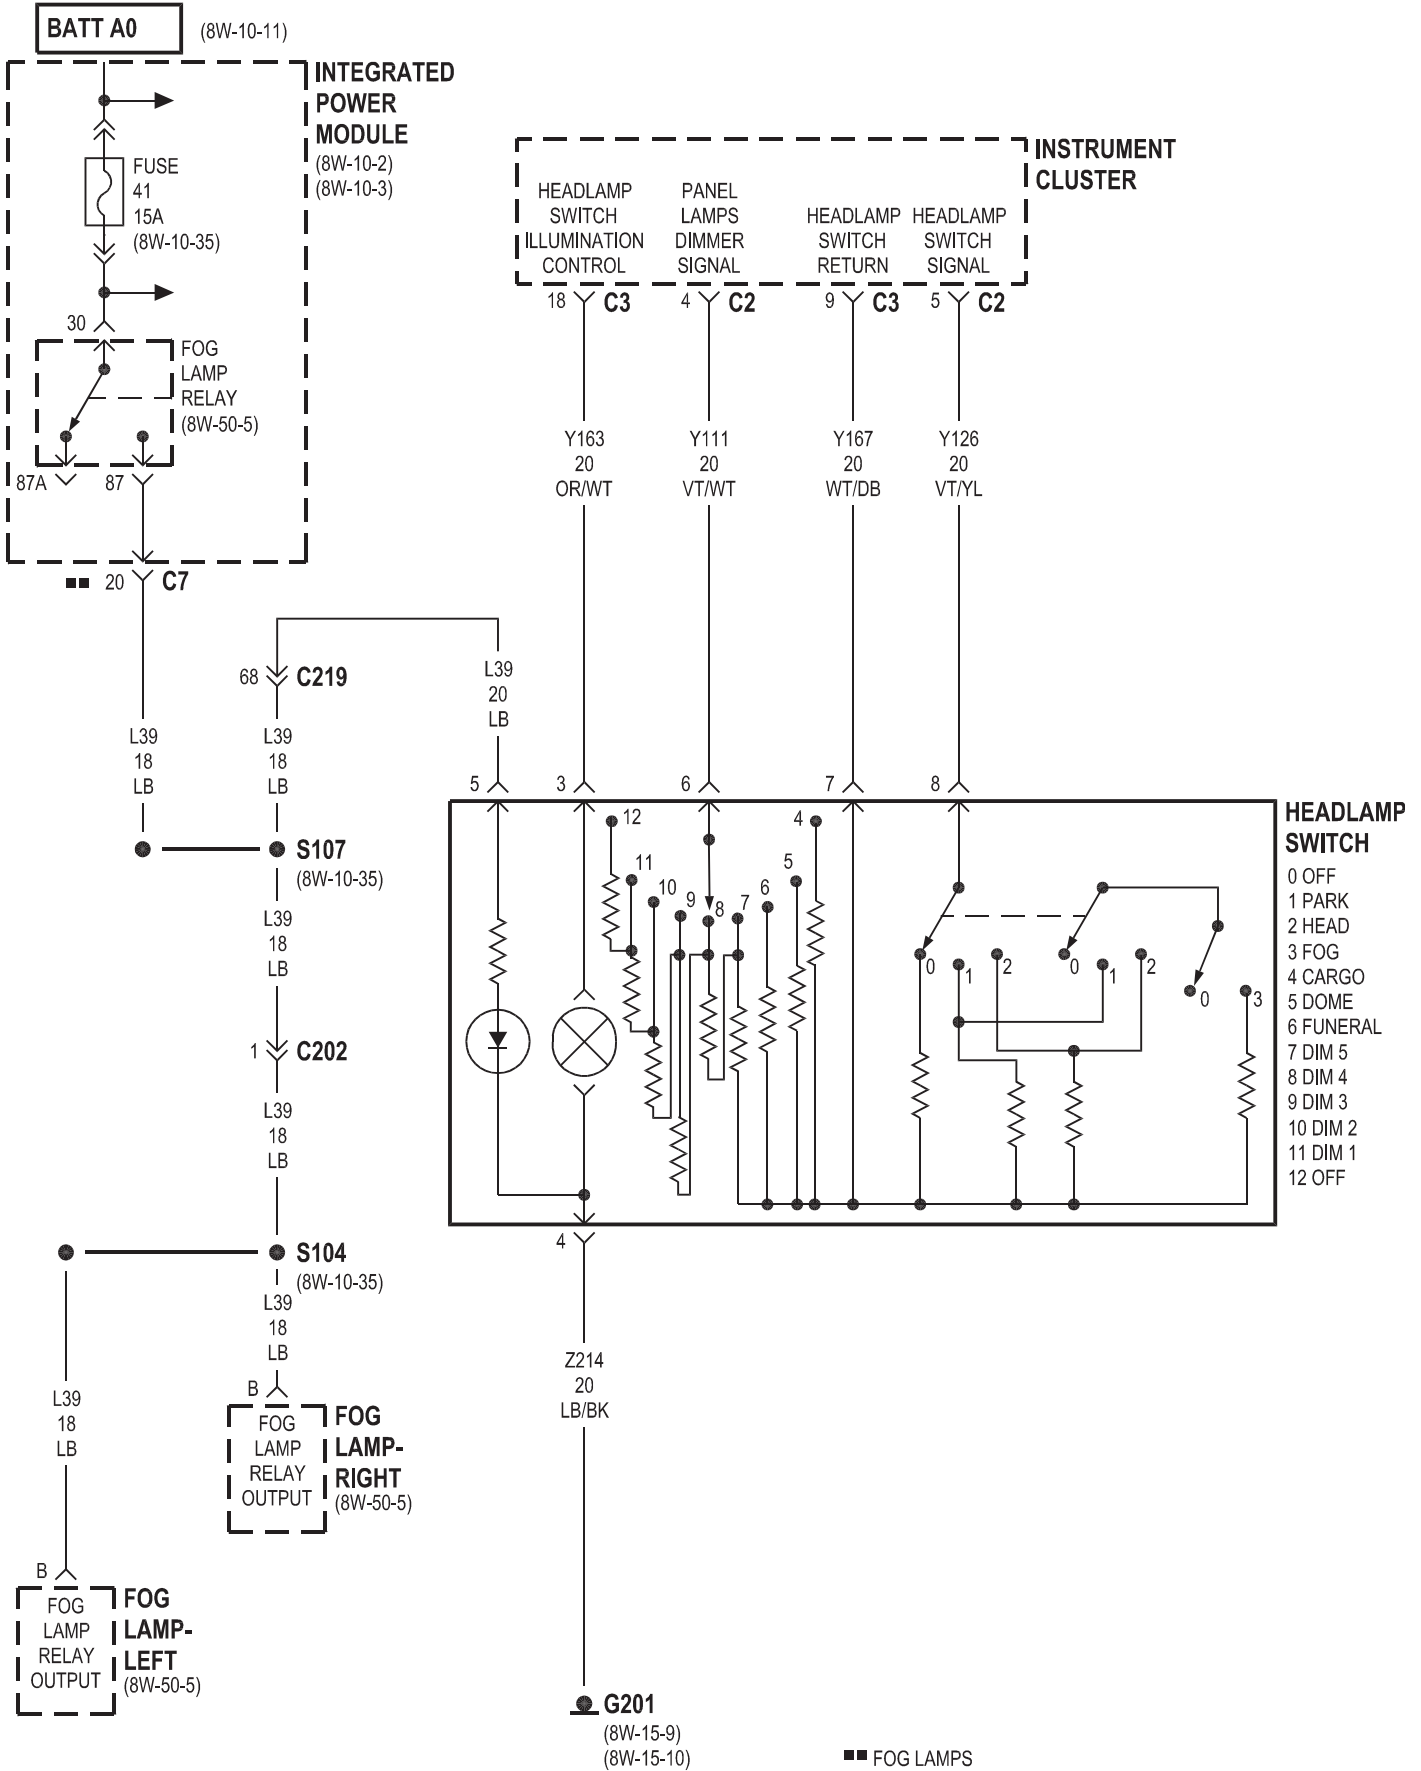 BATT A0
(8W-10-11)
INTEGRATED
POWER
MODULE
(8W-10-2)
(8W-10-3)
FUSE
41
15A
(8W-10-35)
30
FOG
LAMP
RELAY
(8W-50-5)
87A
87
20
C7
INSTRUMENT
CLUSTER
HEADLAMP
SWITCH
ILLUMINATION
CONTROL
PANEL
LAMPS
DIMMER
SIGNAL
HEADLAMP
SWITCH
RETURN
HEADLAMP
SWITCH
SIGNAL
18
C3
4
C2
9
C3
5
C2
Y163
20
OR/WT
Y111
20
VT/WT
Y167
20
WT/DB
Y126
20
VT/YL
68
C219
L39
20
LB
L39
18
LB
L39
18
LB
5
3
6
7
8
S107
(8W-10-35)
HEADLAMP
SWITCH
0 OFF
1 PARK
2 HEAD
3 FOG
4 CARGO
5 DOME
6 FUNERAL
7 DIM 5
8 DIM 4
9 DIM 3
10 DIM 2
11 DIM 1
12 OFF
12
11
10
9
8
7
6
5
4
0
1
2
0
1
2
0
3
L39
18
LB
1
C202
L39
18
LB
S104
(8W-10-35)
4
L39
18
LB
B
FOG
LAMP
RELAY
OUTPUT
FOG
LAMP-
RIGHT
(8W-50-5)
L39
18
LB
B
FOG
LAMP
RELAY
OUTPUT
FOG
LAMP-
LEFT
(8W-50-5)
Z214
20
LB/BK
G201
(8W-15-9)
(8W-15-10)
FOG LAMPS